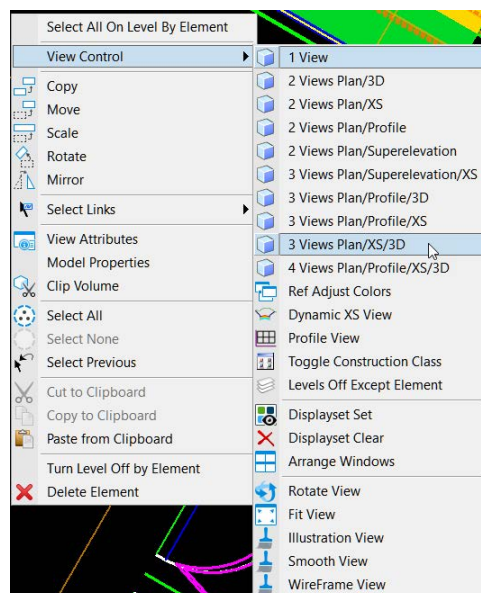 Select All On Level By Element
View Control
Copy
Move
Scale
Rotate
Mirror
Select Links
View Attributes
Model Properties
Clip Volume
Select All
Select None
Select Previous
Cut to Clipboard
Copy to Clipboard
Paste from Clipboard
Turn Level Off by Element
Delete Element
1 View
2 Views Plan/3D
2 Views Plan/XS
2 Views Plan/Profile
2 Views Plan/Superelevation
3 Views Plan/Superelevation/XS
3 Views Plan/Profile/3D
3 Views Plan/Profile/XS
3 Views Plan/XS/3D
4 Views Plan/Profile/XS/3D
Ref Adjust Colors
Dynamic XS View
Profile View
Toggle Construction Class
Levels Off Except Element
Displayset Set
Displayset Clear
Arrange Windows
Rotate View
Fit View
Illustration View
Smooth View
WireFrame View